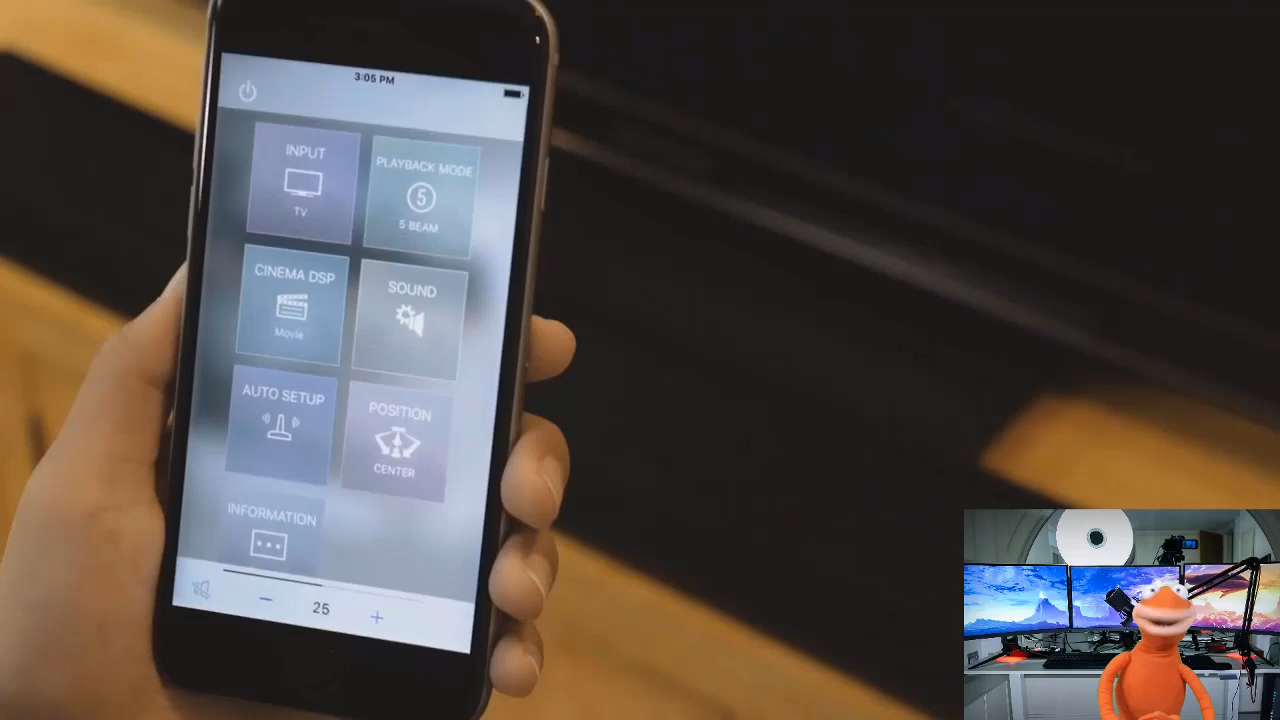 3:05 PM
INPUT
TV
PLAYBACK MODE
5
5 BEAM
CINEMA DSP
Movie
SOUND
AUTO SETUP
POSITION
CENTER
INFORMATION
25